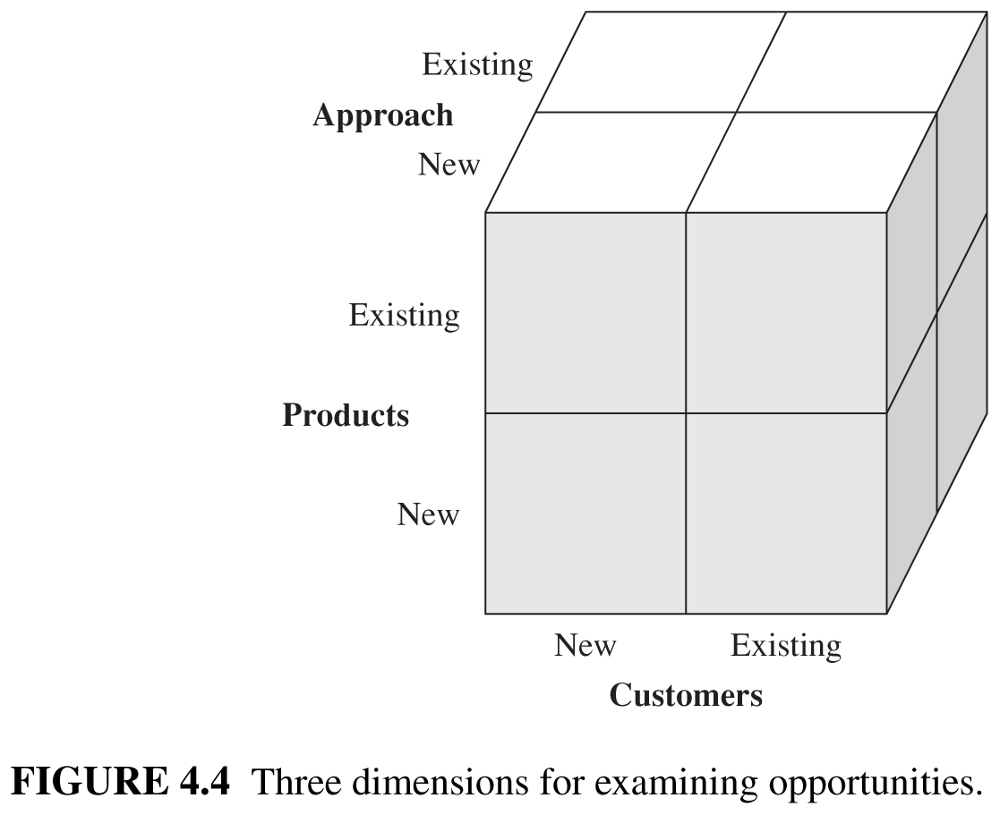 Existing
Approach
New
Existing
Products
New
New Existing
Customers
FIGURE 4.4 Three dimensions for examining opportunities.